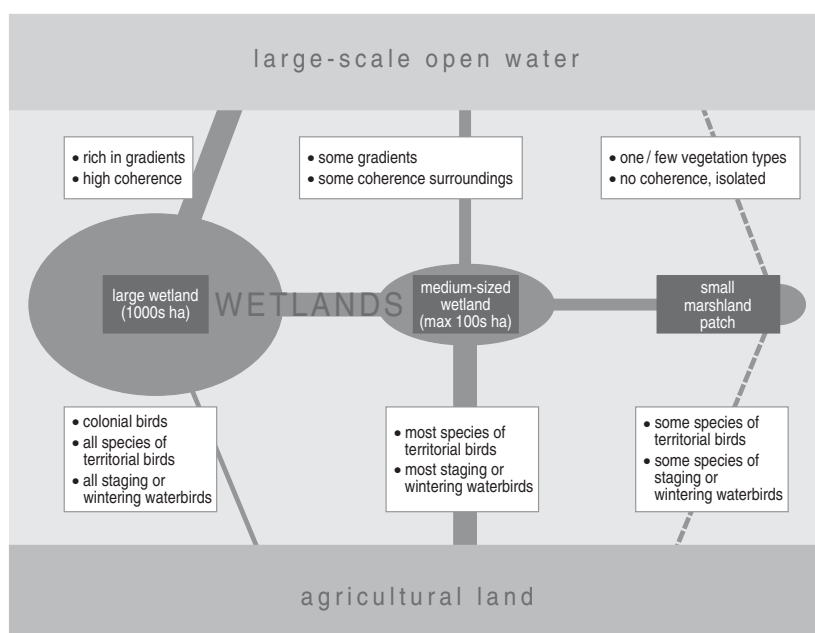 large-scale open water
• rich in gradients
• high coherence
• some gradients
• some coherence surroundings
• one / few vegetation types
• no coherence, isolated
large wetland
(1000s ha)
WETLANDS
medium-sized
wetland
(max 100s ha)
small
marshland
patch
• colonial birds
• all species of
territorial birds
• all staging or
wintering waterbirds
• most species of
territorial birds
• most staging or
wintering waterbirds
• some species of
territorial birds
• some species of
staging or
wintering waterbirds
agricultural land